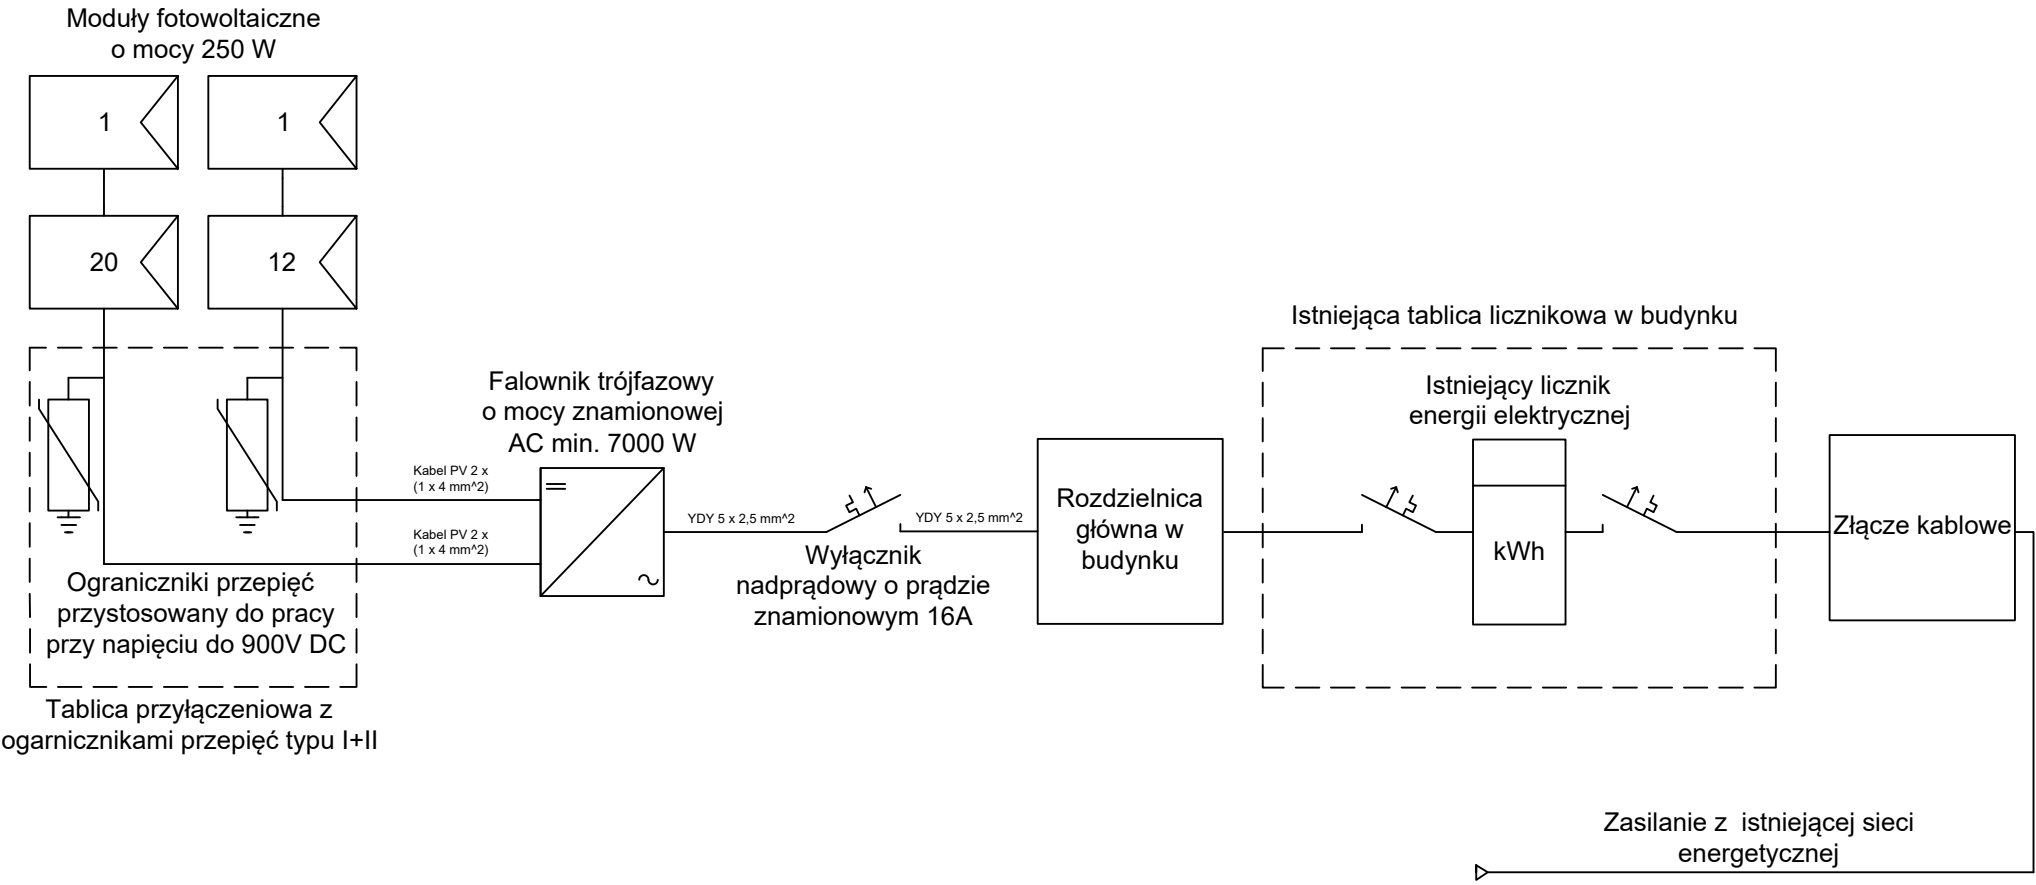 Moduły fotowoltaiczne
o mocy 250 W
1
1
20
12
Ograniczniki przepięć
przystosowany do pracy
przy napięciu do 900V DC
Tablica przyłączeniowa z
ogarnicznikami przepięć typu I+II
Kabel PV 2 x
(1 x 4 mm^2)
Kabel PV 2 x
(1 x 4 mm^2)
Falownik trójfazowy
o mocy znamionowej
AC min. 7000 W
YDY 5 x 2,5 mm^2
Wyłącznik
nadprądowy o prądzie
znamionowym 16A
YDY 5 x 2,5 mm^2
Rozdzielnica
główna w
budynku
Istniejąca tablica licznikowa w budynku
Istniejący licznik
energii elektrycznej
kWh
Złącze kablowe
Zasilanie z  istniejącej sieci
energetycznej